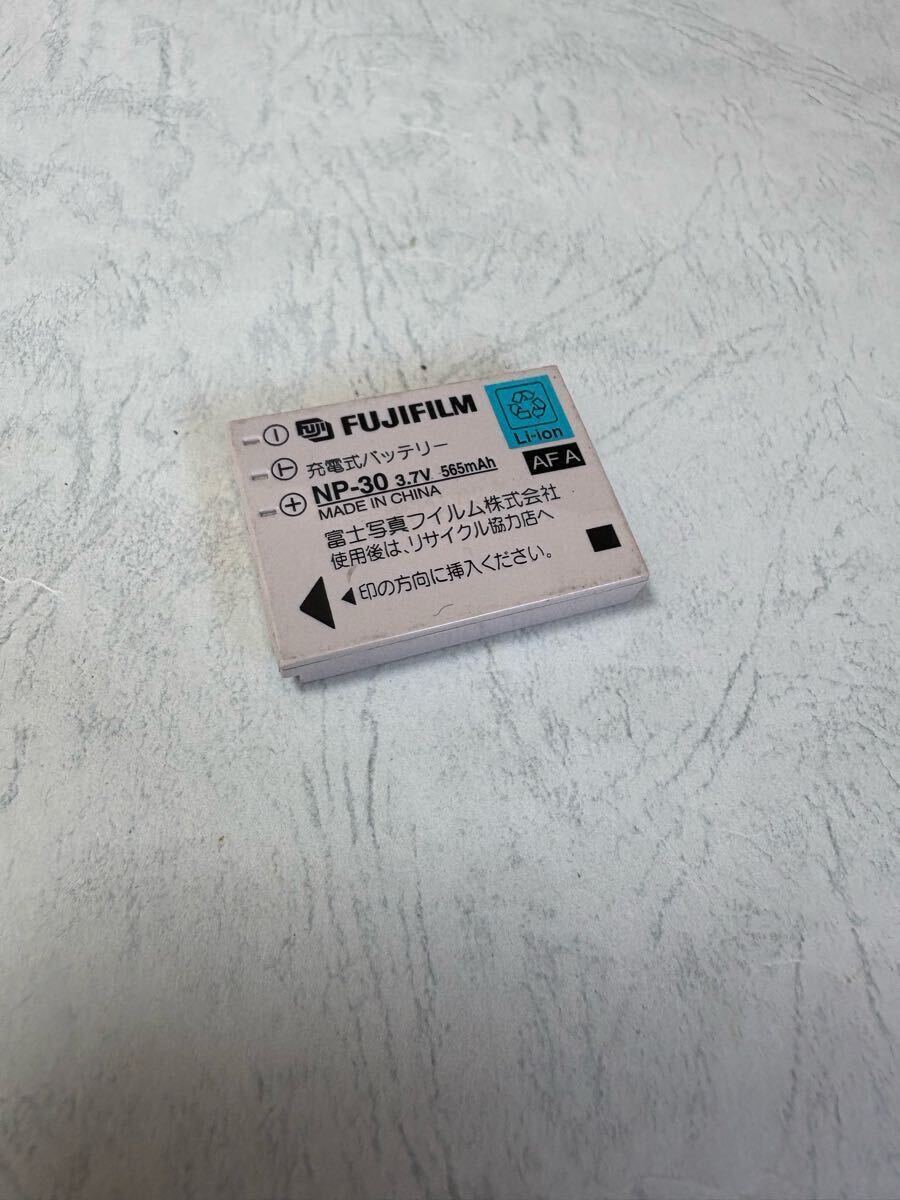 FUJI FUJIFILM
Li-ion
充電式バッテリー
AF A
NP-30 3.7V 565mAh
MADE IN CHINA
富士写真フイルム株式会社
使用後は、リサイクル協力店へ
◀印の方向に挿入ください。